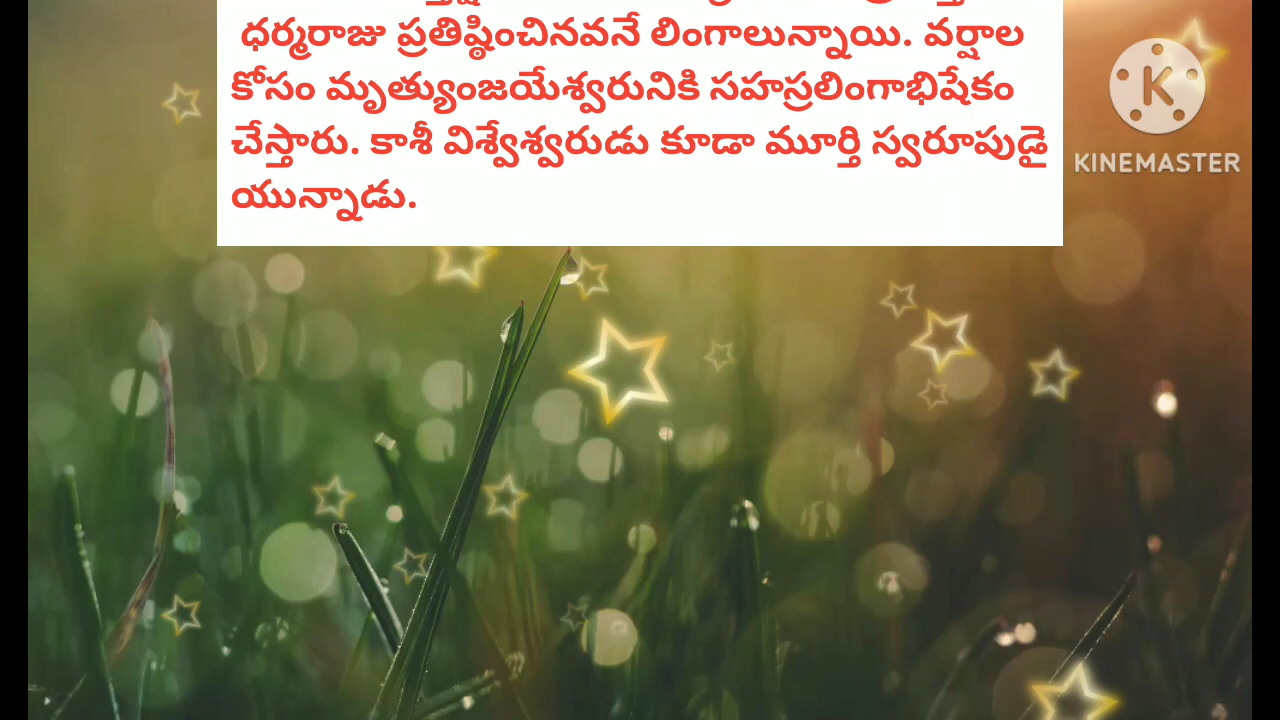 ధర్మరాజు ప్రతిష్ఠించినవనే లింగాలున్నాయి. వర్షాల
కోసం మృత్యుంజయేశ్వరునికి సహస్రలింగాభిషేకం
చేస్తారు. కాశీ విశ్వేశ్వరుడు కూడా మూర్తి స్వరూపుడై
యున్నాడు.
KINEMASTER